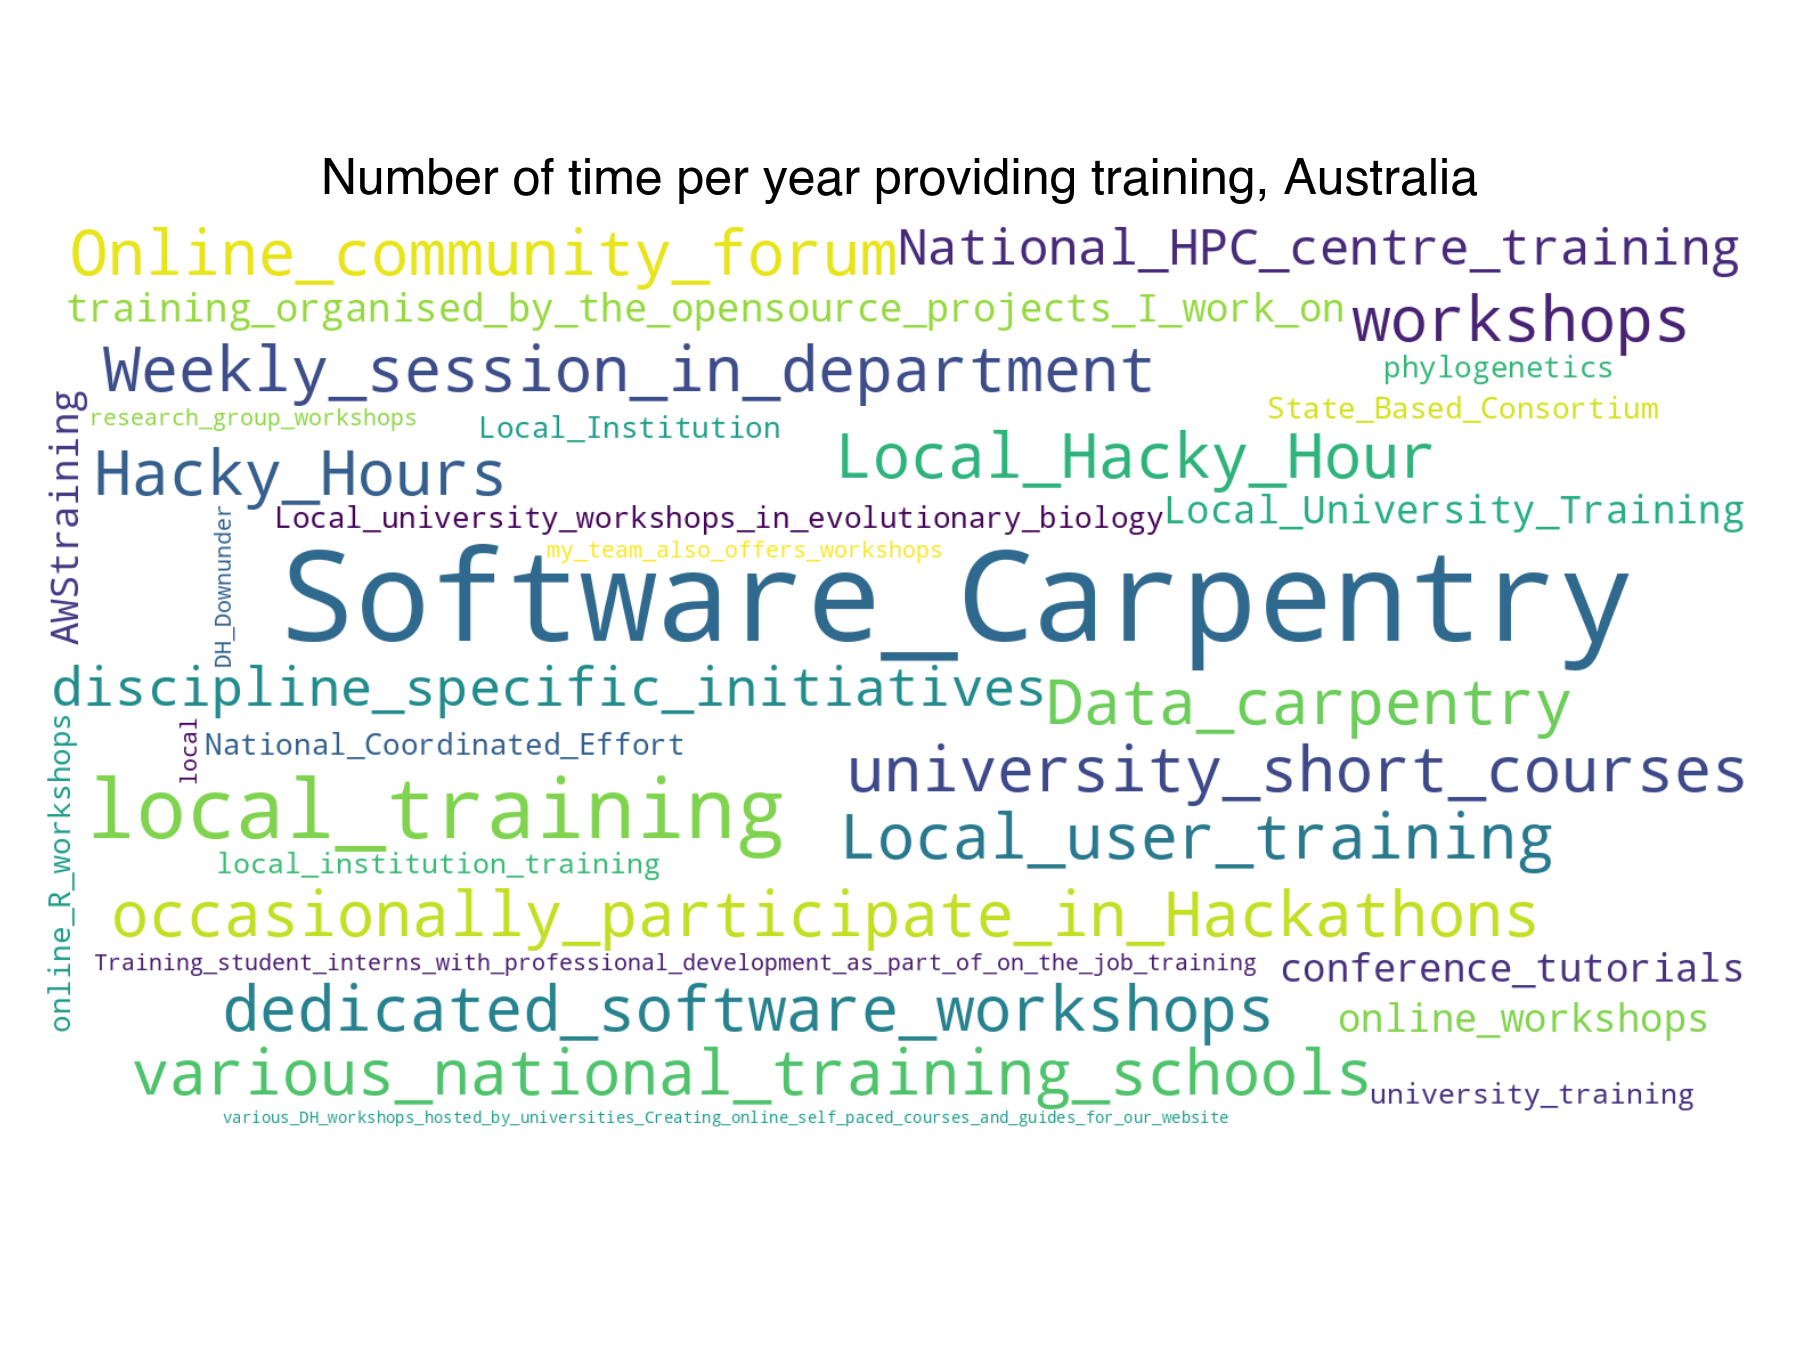 Number of time per year providing training, Australia
Online_community_forum
National_HPC_centre_training
training_organised_by_the_opensource_projects_I_work_on
workshops
Weekly_session_in_department
phylogenetics
AWStraining
research_group_workshops
Local_Institution
State_Based_Consortium
Hacky_Hours
Local_Hacky_Hour
DH_Downunder
Local_university_workshops_in_evolutionary_biology
Local_University_Training
my_team_also_offers_workshops
Software_Carpentry
discipline_specific_initiatives
Data_carpentry
online_R_workshops
local
National_Coordinated_Effort
university_short_courses
local_training
Local_user_training
local_institution_training
occasionally_participate_in_Hackathons
Training_student_interns_with_professional_development_as_part_of_on_the_job_training
conference_tutorials
dedicated_software_workshops
online_workshops
various_national_training_schools
university_training
various_DH_workshops_hosted_by_universities_Creating_online_self_paced_courses_and_guides_for_our_website